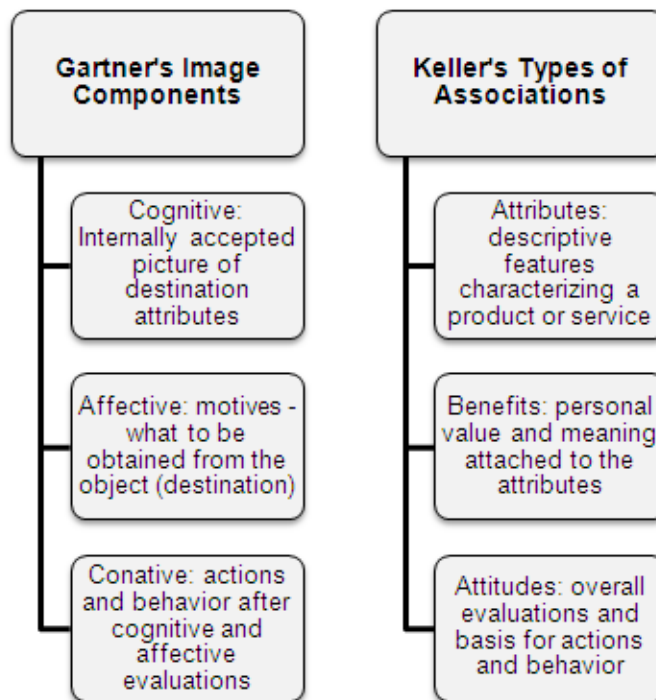 Gartner's Image
Components
Cognitive:
Internally accepted
picture of
destination
attributes
Affective: motives -
what to be
obtained from the
object (destination)
Conative: actions
and behavior after
cognitive and
affective
evaluations
Keller's Types of
Associations
Attributes:
descriptive
features
characterizing a
product or service
Benefits: personal
value and meaning
attached to the
attributes
Attitudes: overall
evaluations and
basis for actions
and behavior